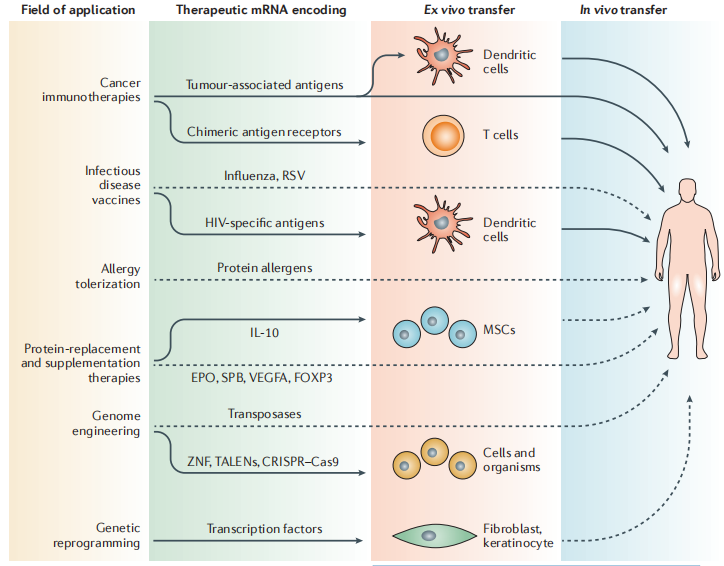 Field of application
Therapeutic mRNA encoding
Ex vivo transfer
In vivo transfer
Cancer
immunotherapies
Tumour-associated antigens
Dendritic
cells
Chimeric antigen receptors
T cells
Infectious
disease
vaccines
Influenza, RSV
HIV-specific antigens
Dendritic
cells
Allergy
tolerization
Protein allergens
Protein-replacement
and supplementation
therapies
IL-10
MSCs
EPO, SPB, VEGFA, FOXP3
Genome
engineering
Transposases
ZNF, TALENs, CRISPR–Cas9
Cells and
organisms
Genetic
reprogramming
Transcription factors
Fibroblast,
keratinocyte